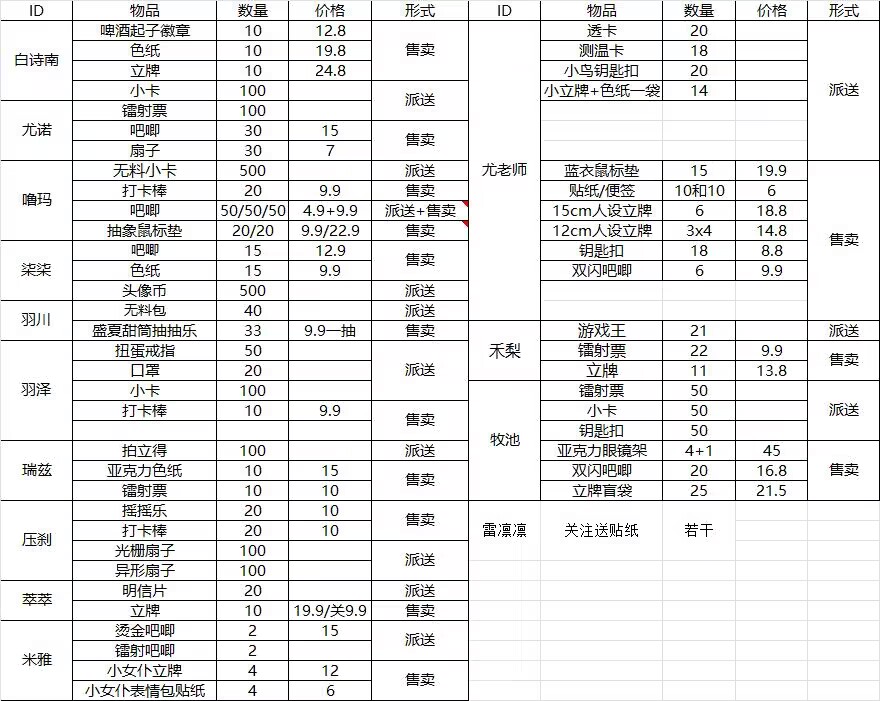 ID 物品 数量 价格 形式
白诗南 啤酒起子徽章 10 12.8 售卖
色纸 10 19.8
立牌 10 24.8
小卡 100 派送
尤诺 镭射票 100
吧唧 30 15 售卖
扇子 30 7
噜玛 无料小卡 500 派送
打卡棒 20 9.9 售卖
吧唧 50/50/50 4.9+9.9 派送+售卖
抽象鼠标垫 20/20 9.9/22.9 售卖
柒柒 吧唧 15 12.9 售卖
色纸 15 9.9
头像币 500 派送
羽川 无料包 40 派送
盛夏甜筒抽抽乐 33 9.9一抽 售卖
羽泽 扭蛋戒指 50 派送
口罩 20
小卡 100
打卡棒 10 9.9 售卖
瑞兹 拍立得 100 派送
亚克力色纸 10 15 售卖
镭射票 10 10
压刹 摇摇乐 20 10 售卖
打卡棒 20 10
光栅扇子 100 派送
异形扇子 100
萃萃 明信片 20 派送
立牌 10 19.9/关9.9 售卖
米雅 烫金吧唧 2 15 派送
镭射吧唧 2
小女仆立牌 4 12 售卖
小女仆表情包贴纸 4 6
ID 物品 数量 价格 形式
尤老师 透卡 20 派送
测温卡 18
小鸟钥匙扣 20
小立牌+色纸一袋 14
蓝衣鼠标垫 15 19.9 售卖
贴纸/便签 10和10 6
15cm人设立牌 6 18.8
12cm人设立牌 3x4 14.8
钥匙扣 18 8.8
双闪吧唧 6 9.9
禾梨 游戏王 21 派送
镭射票 22 9.9 售卖
立牌 11 13.8
牧池 镭射票 50 派送
小卡 50
钥匙扣 50
亚克力眼镜架 4+1 45 售卖
双闪吧唧 20 16.8
立牌盲袋 25 21.5
雷凛凛 关注送贴纸 若干